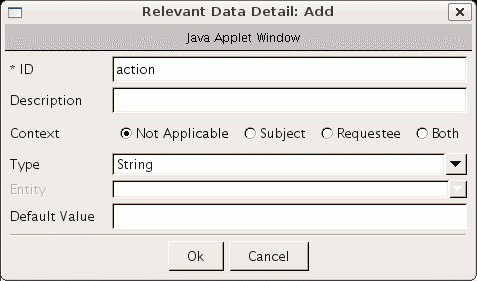 Relevant Data Detail: Add
Java Applet Window
* ID action
Description
Context Not Applicable Subject Requestee Both
Type String
Entity
Default Value
Ok Cancel